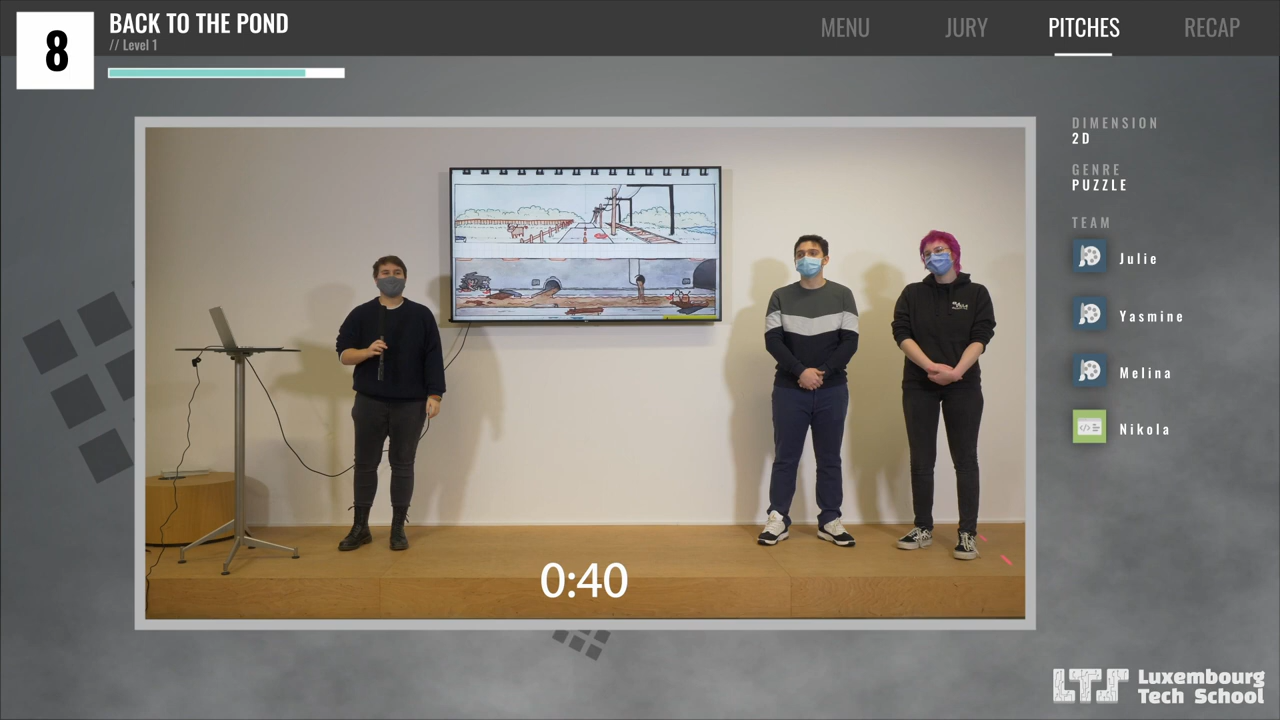 8
BACK TO THE POND
// Level 1
MENU
JURY
PITCHES
RECAP
DIMENSION
2D
GENRE
PUZZLE
TEAM
Julie
Yasmine
Melina
Nikola
0:40
LTS Luxembourg
Tech School